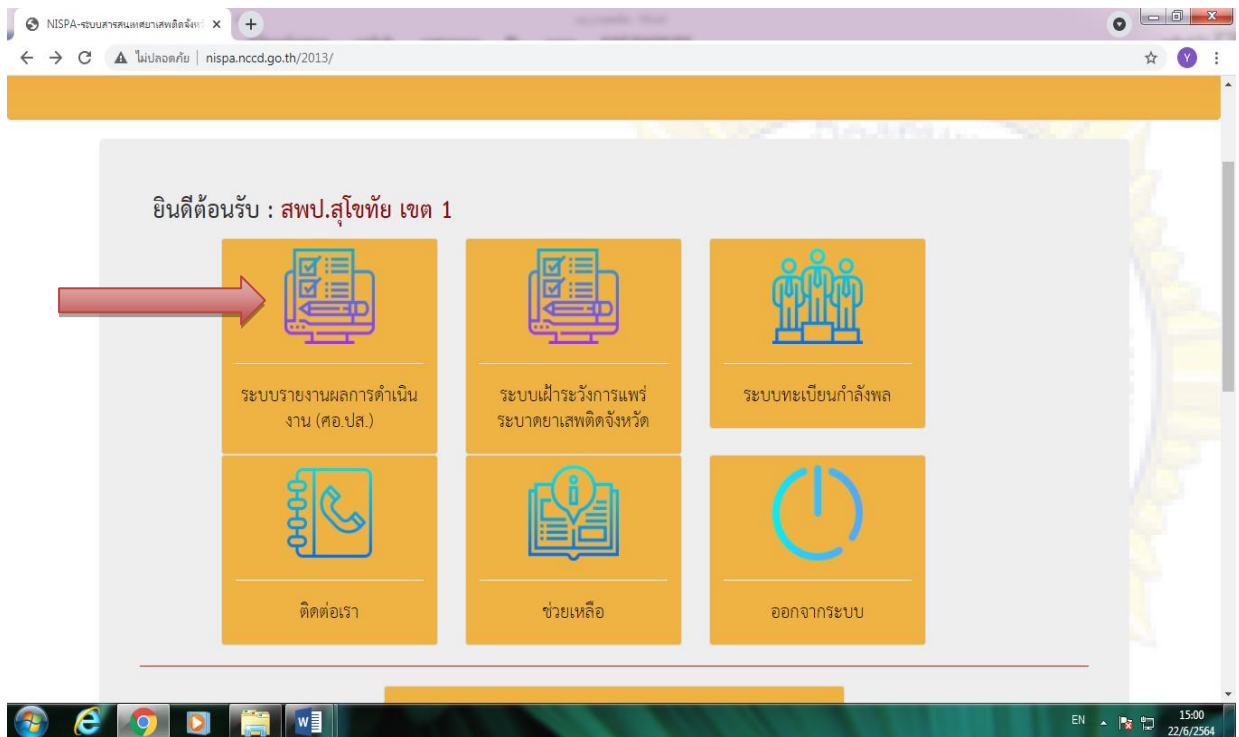 NISPA-ระบบสารสนเทศยาเสพติดจังหว
ไม่ปลอดภัย | nispa.nccd.go.th/2013/
Y
ยินดีต้อนรับ : สพป.สุโขทัย เขต 1
ระบบรายงานผลการดำเนิน
งาน (ศอ.ปส.)
ระบบเฝ้าระวังการแพร่
ระบาดยาเสพติดจังหวัด
ระบบทะเบียนกำลังพล
ติดต่อเรา
ช่วยเหลือ
ออกจากระบบ
EN
15:00
22/6/2564